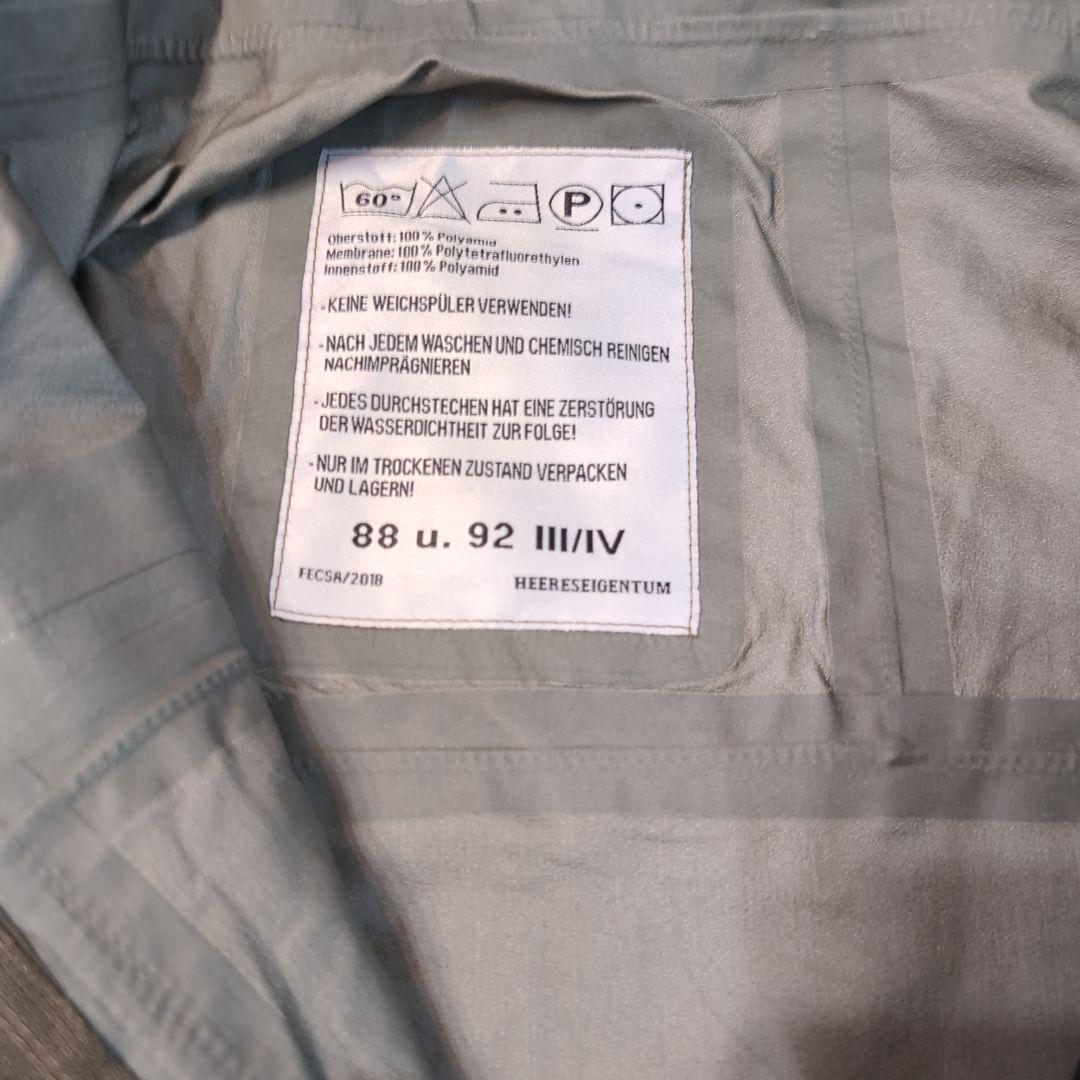 60° P
Oberstoft: 100% Polyamid
Membrane: 100% Polytetrafluorethylen
Innenstoff: 100% Polyamid
-KEINE WEICHSPÜLER VERWENDEN!
-NACH JEDEM WASCHEN UND CHEMISCH REINIGEN
NACHIMPRÄGNIEREN
-JEDES DURCHSTECHEN HAT EINE ZERSTÖRUNG
DER WASSERDICHTHEIT ZUR FOLGE!
-NUR IM TROCKENEN ZUSTAND VERPACKEN
UND LAGERN!
88 u. 92 III/IV
FECSA/2018 HEERESEIGENTUM